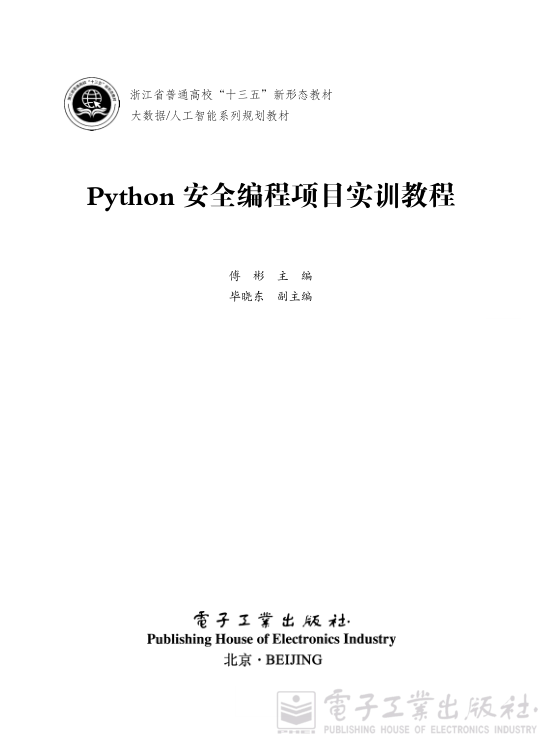 浙江省普通高校“十三五”新形态教材
大数据/人工智能系列规划教材
Python 安全编程项目实训教程
傅 彬 主 编
毕晓东 副主编
電子工業出版社·
Publishing House of Electronics Industry
北京·BEIJING
電子工業出版社·
PUBLISHING HOUSE OF ELECTRONICS INDUSTRY